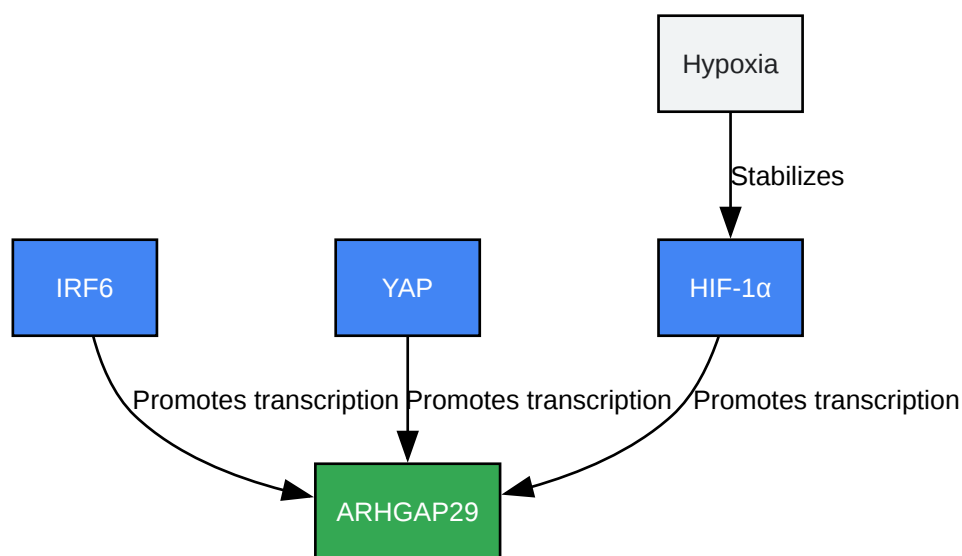 Hypoxia
Stabilizes
IRF6
YAP
HIF-1α
Promotes transcription
Promotes transcription
Promotes transcription
ARHGAP29